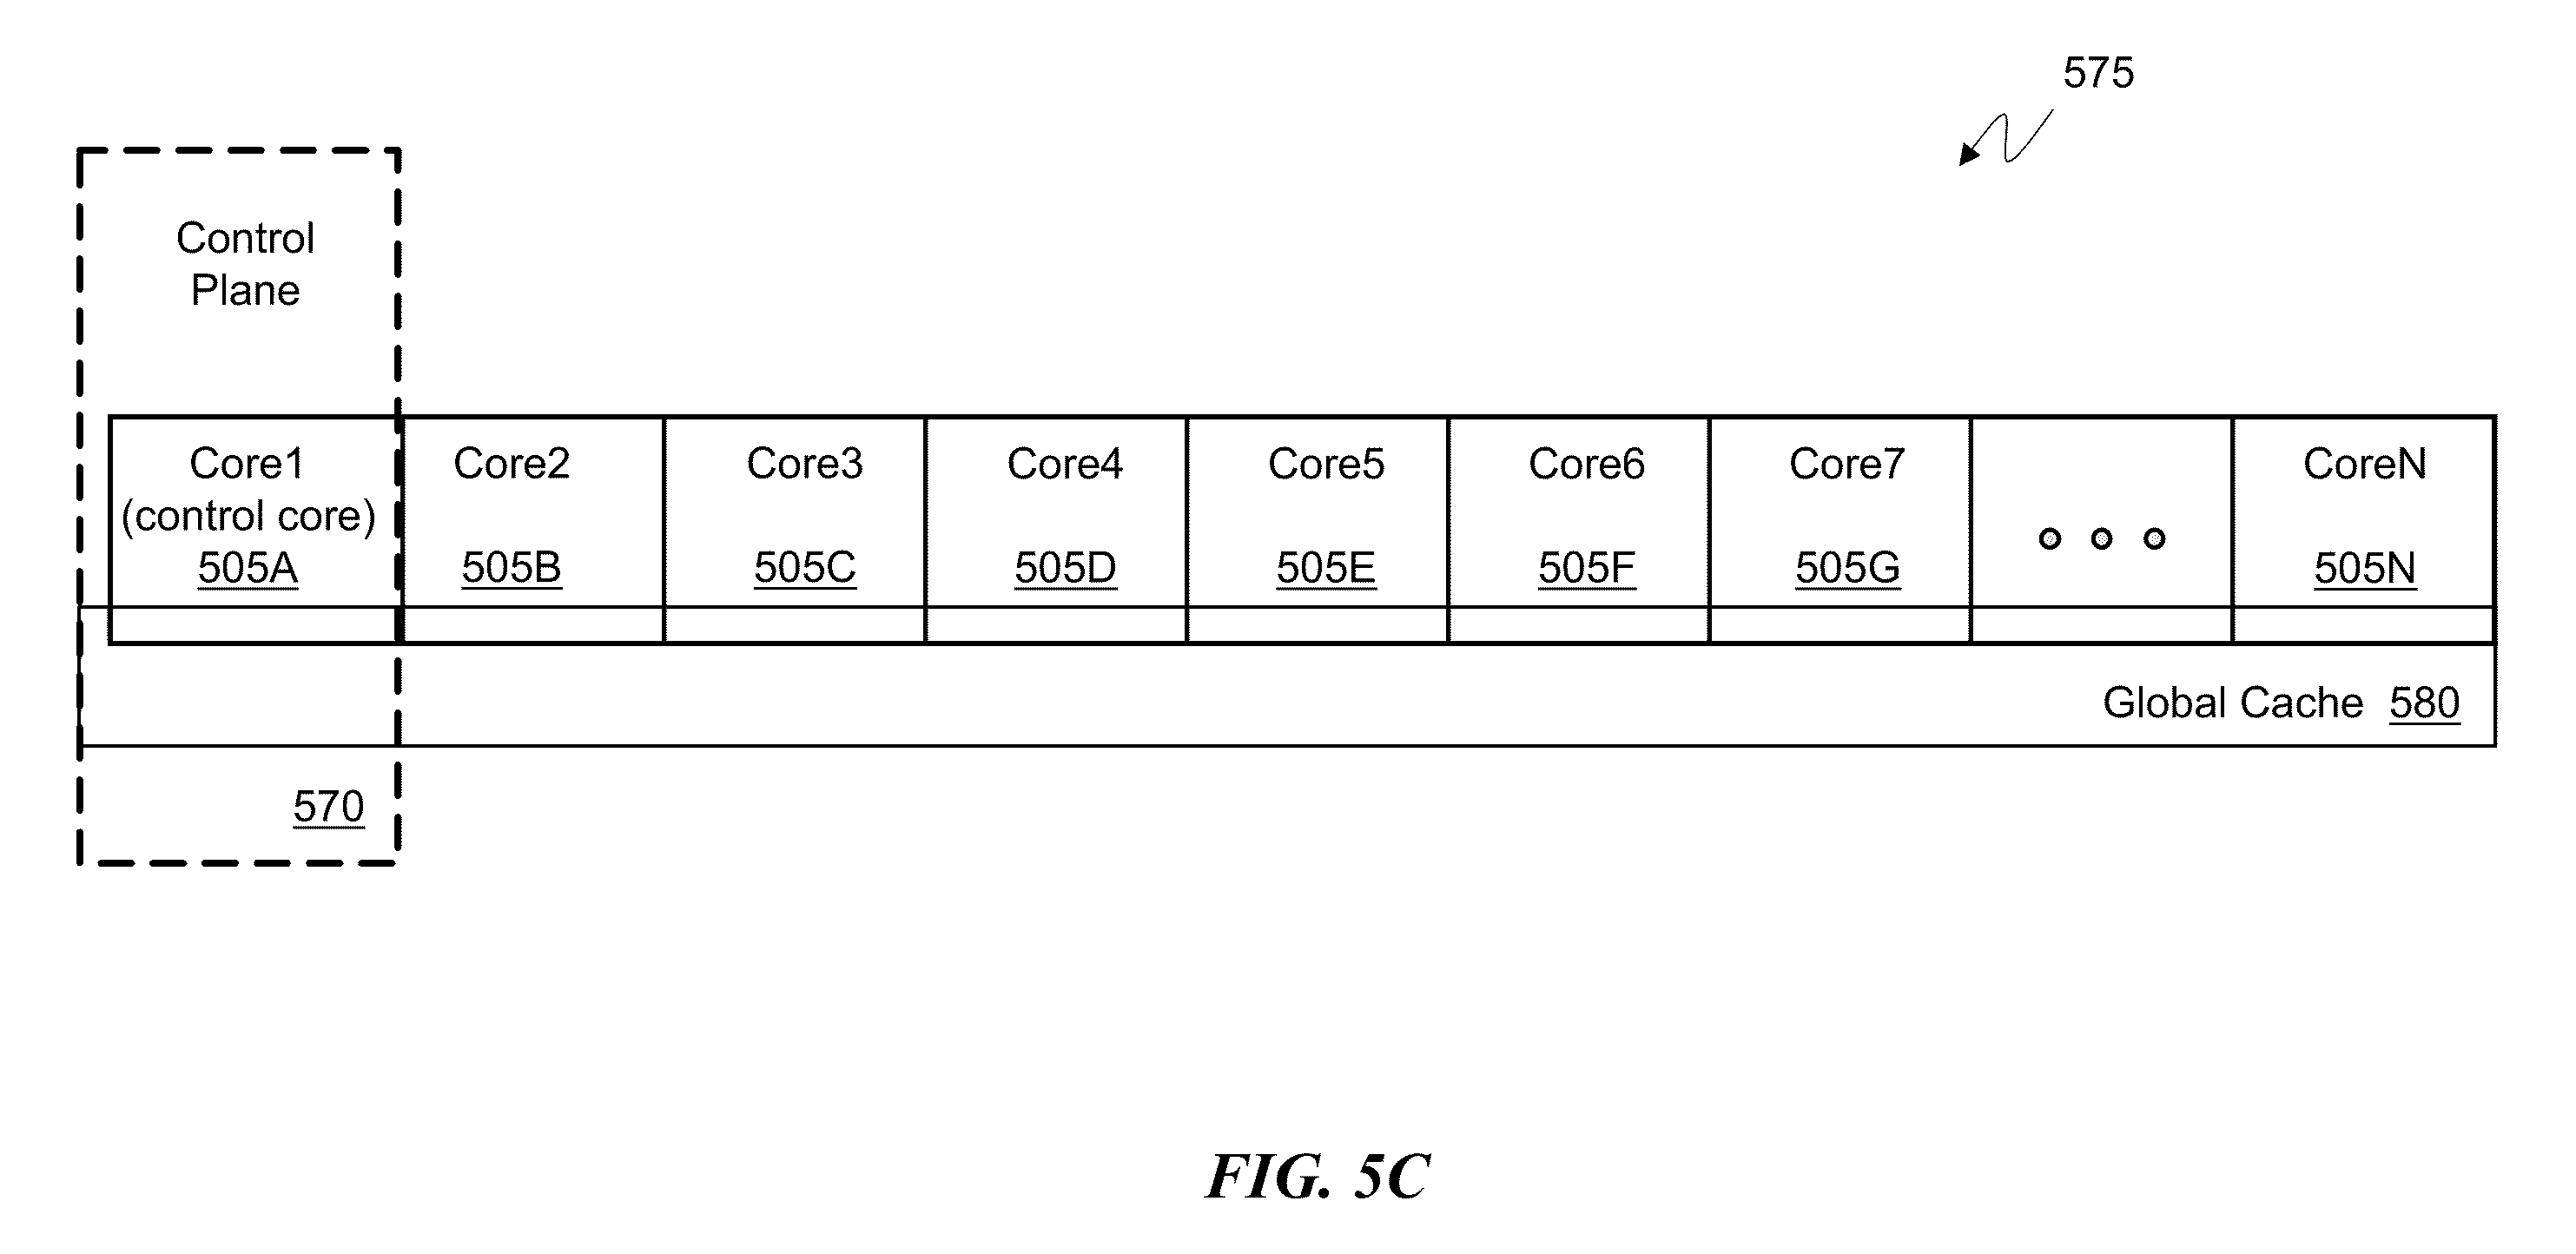 575
Control
Plane
Core1
(control core)
505A
Core2
505B
Core3
505C
Core4
505D
Core5
505E
Core6
505F
Core7
505G
CoreN
505N
Global Cache 580
570
FIG. 5C